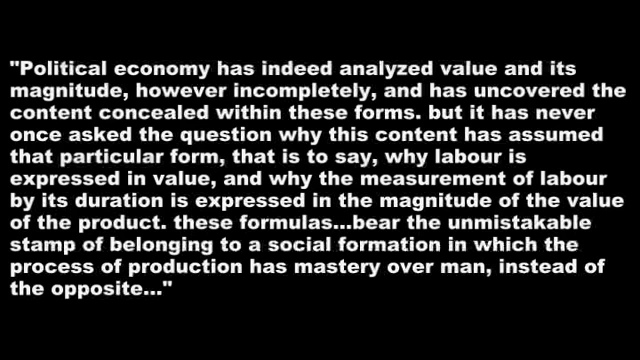 "Political economy has indeed analyzed value and its
magnitude, however incompletely, and has uncovered the
content concealed within these forms. but it has never
once asked the question why this content has assumed
that particular form, that is to say, why labour is
expressed in value, and why the measurement of labour
by its duration is expressed in the magnitude of the value
of the product. these formulas...bear the unmistakable
stamp of belonging to a social formation in which the
process of production has mastery over man, instead of
the opposite..."